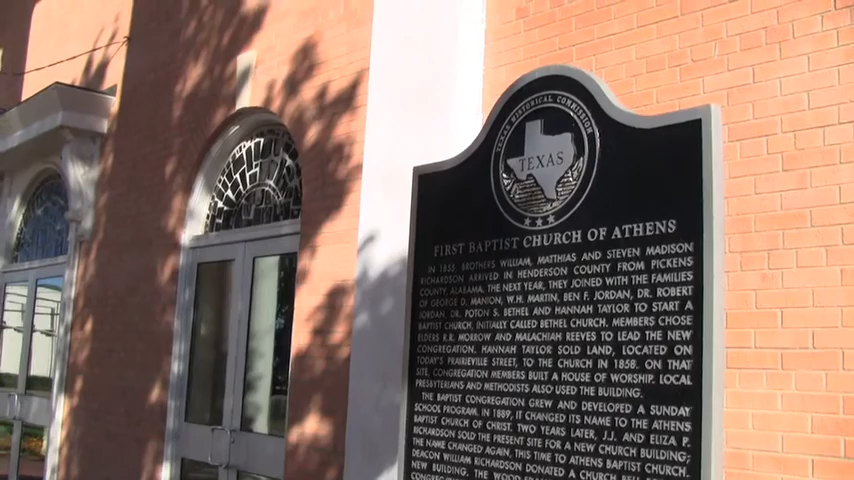 TEXAS HISTORICAL COMMISSION
TEXAS
FIRST BAPTIST CHURCH OF ATHENS
IN 1855, BROTHERS WILLIAM, MATTHIAS AND STEVEN MADISON
RICHARDSON ARRIVED IN HENDERSON COUNTY FROM PICKENS
COUNTY, ALABAMA. THE NEXT YEAR, THEY JOINED WITH THE FAMILIES
OF GEORGE D. MANION, W.H. MARTIN, BEN F. JORDAN, DR. ROBERT
JORDAN, DR. POTON S. BETHEL AND HANNAH TAYLOR TO START A
BAPTIST CHURCH, INITIALLY CALLED BETHEL CHURCH. MEMBERS CHOSE
ELDERS R.R. MORROW AND MALACHIAH REEVES TO LEAD THE NEW
CONGREGATION. HANNAH TAYLOR SOLD LAND, LOCATED ON
TODAY'S PRAIRIEVILLE STREET, TO THE CHURCH IN 1858. ON THAT
SITE, CONGREGATION MEMBERS BUILT A HOUSE OF WORSHIP. LOCAL
PRESBYTERIANS AND METHODISTS ALSO USED THE BUILDING.
THE BAPTIST CONGREGATION GREW AND DEVELOPED A SUNDAY
SCHOOL PROGRAM. IN 1889, IT CHANGED ITS NAME TO THE ATHENS
BAPTIST CHURCH OF CHRIST. TWO YEARS LATER, J.J. AND ELIZA P.
RICHARDSON SOLD THE PRESENT SITE FOR A NEW CHURCH BUILDING;
THE NAME CHANGED AGAIN, THIS TIME TO ATHENS BAPTIST CHURCH.
DEACON WILLIAM RICHARDSON DONATED A CHURCH BELL
NEW BUILDING. THE